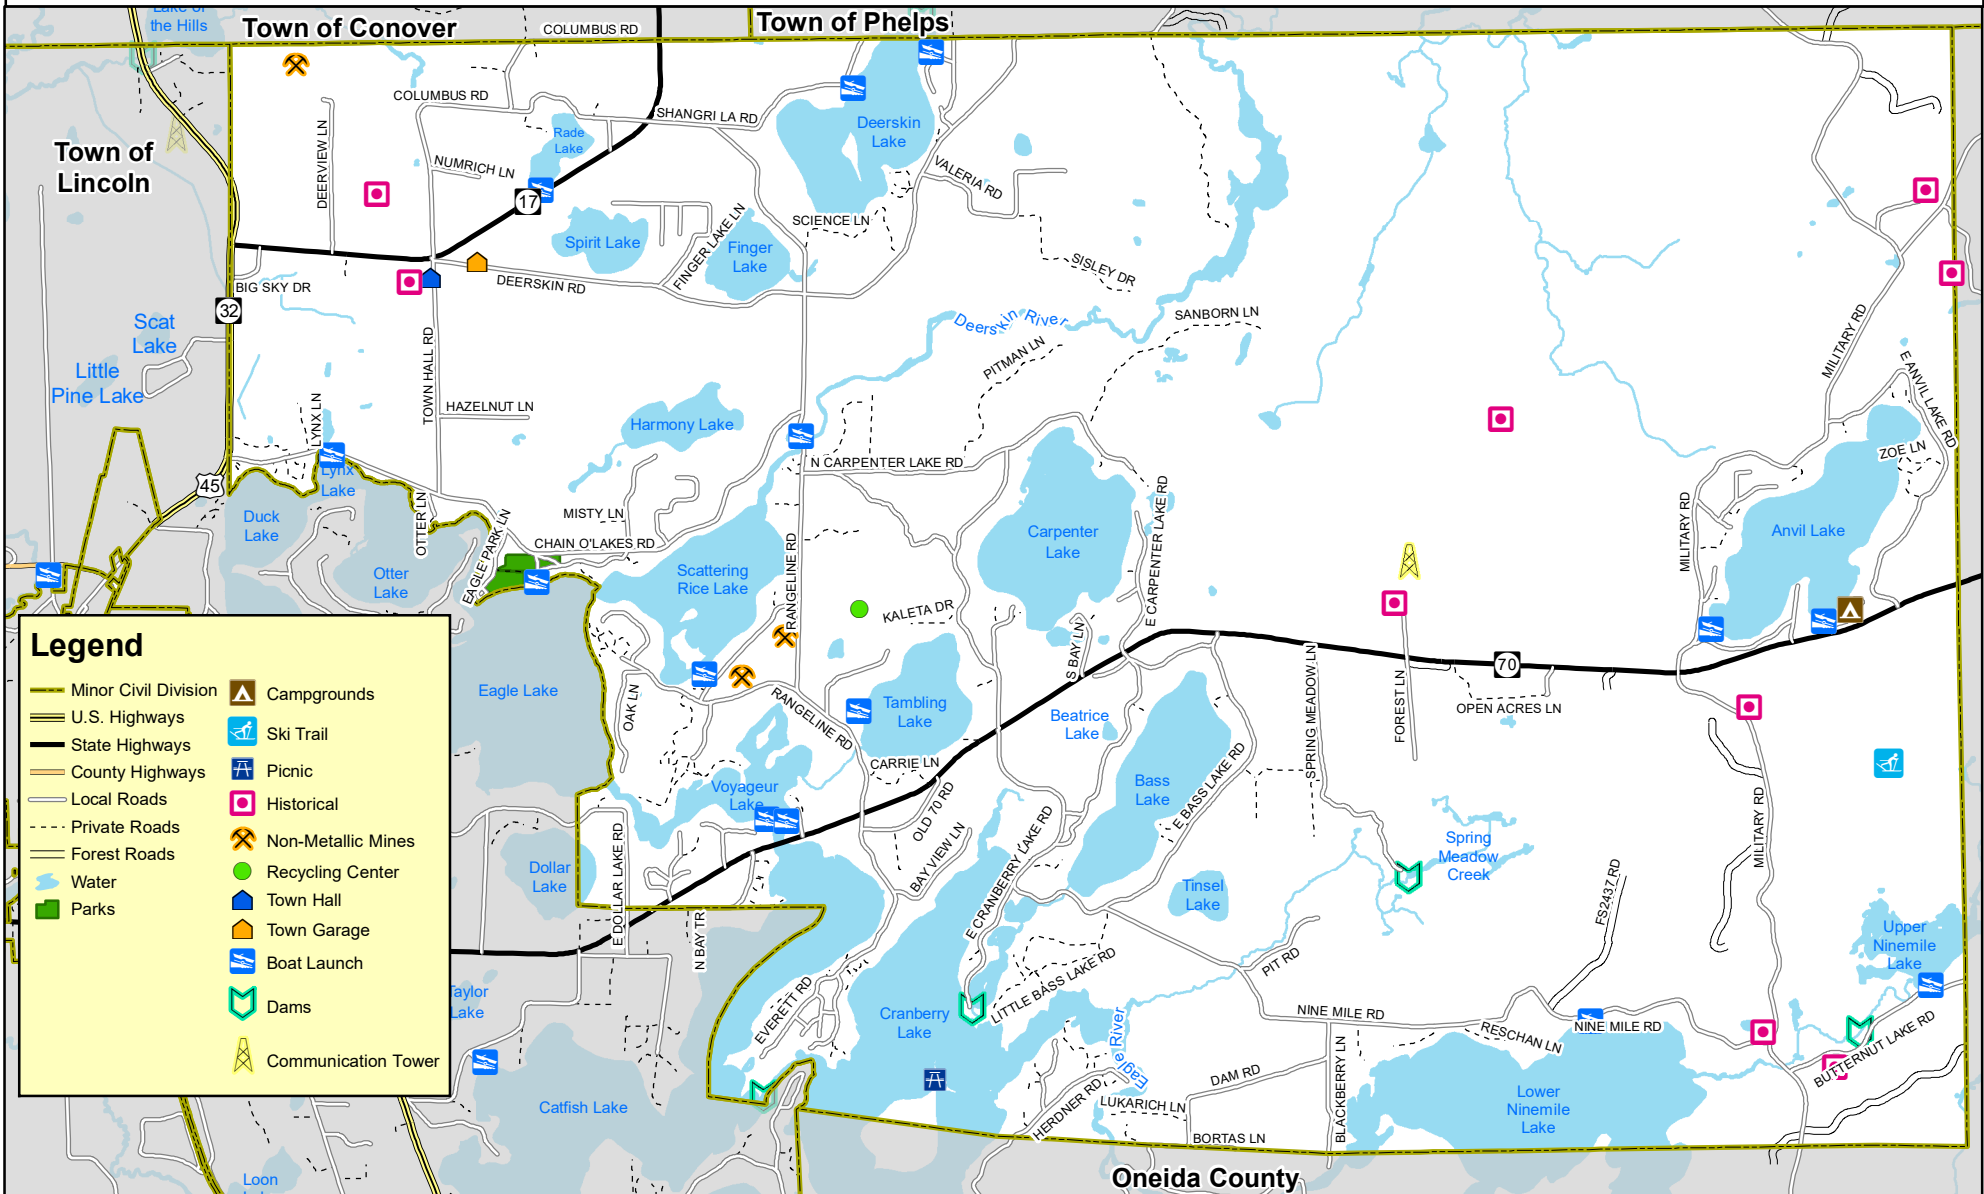 Lake of
the Hills
Town of Conover
COLUMBUS RD
Town of Phelps
COLUMBUS RD
SHANGRI LA RD
Deerskin
Lake
Rade
Lake
Town of
Lincoln
DEERVIEW LN
NUMRICH LN
VALERIA RD
17
SCIENCE LN
Spirit Lake
FINGER LAKE LN
Finger
Lake
SISLEY DR
BIG SKY DR
DEERSKIN RD
32
Deerskin River
SANBORN LN
Scat
Lake
TOWN HALL RD
PITMAN LN
MILITARY RD
E ANVIL LAKE RD
Little
Pine Lake
LYNX LN
HAZELNUT LN
Harmony Lake
N CARPENTER LAKE RD
ZOE LN
45
Lynx
Lake
Duck
Lake
OTTER LN
EAGLE PARK LN
MISTY LN
CHAIN O'LAKES RD
RANGELINE RD
Carpenter
Lake
E CARPENTER LAKE RD
MILITARY RD
Anvil Lake
Otter
Lake
Scattering
Rice Lake
KALETA DR
S BAY LN
SPRING MEADOW LN
FOREST LN
70
OPEN ACRES LN
Eagle Lake
OAK LN
RANGELINE RD
Tambling
Lake
Beatrice
Lake
CARRIE LN
Bass
Lake
E BASS LAKE RD
Voyageur
Lake
OLD 70 RD
BAY VIEW LN
E CRANBERRY LAKE RD
MILITARY RD
Spring
Meadow
Creek
Dollar
Lake
E DOLLAR LAKE RD
N BAY TR
Tinsel
Lake
FS2437 RD
Upper
Ninemile
Lake
PIT RD
LITTLE BASS LAKE RD
EVERETT RD
Cranberry
Lake
Taylor
Lake
Eagle River
NINE MILE RD
RESCHAN LN
NINE MILE RD
BUTTERNUT LAKE RD
DAM RD
BLACKBERRY LN
HERDNER RD
LUKARICH LN
BORTAS LN
Lower
Ninemile
Lake
Catfish Lake
Loon
Oneida County
Legend
Minor Civil Division
U.S. Highways
State Highways
County Highways
Local Roads
Private Roads
Forest Roads
Water
Parks
Campgrounds
Ski Trail
Picnic
Historical
Non-Metallic Mines
Recycling Center
Town Hall
Town Garage
Boat Launch
Dams
Communication Tower